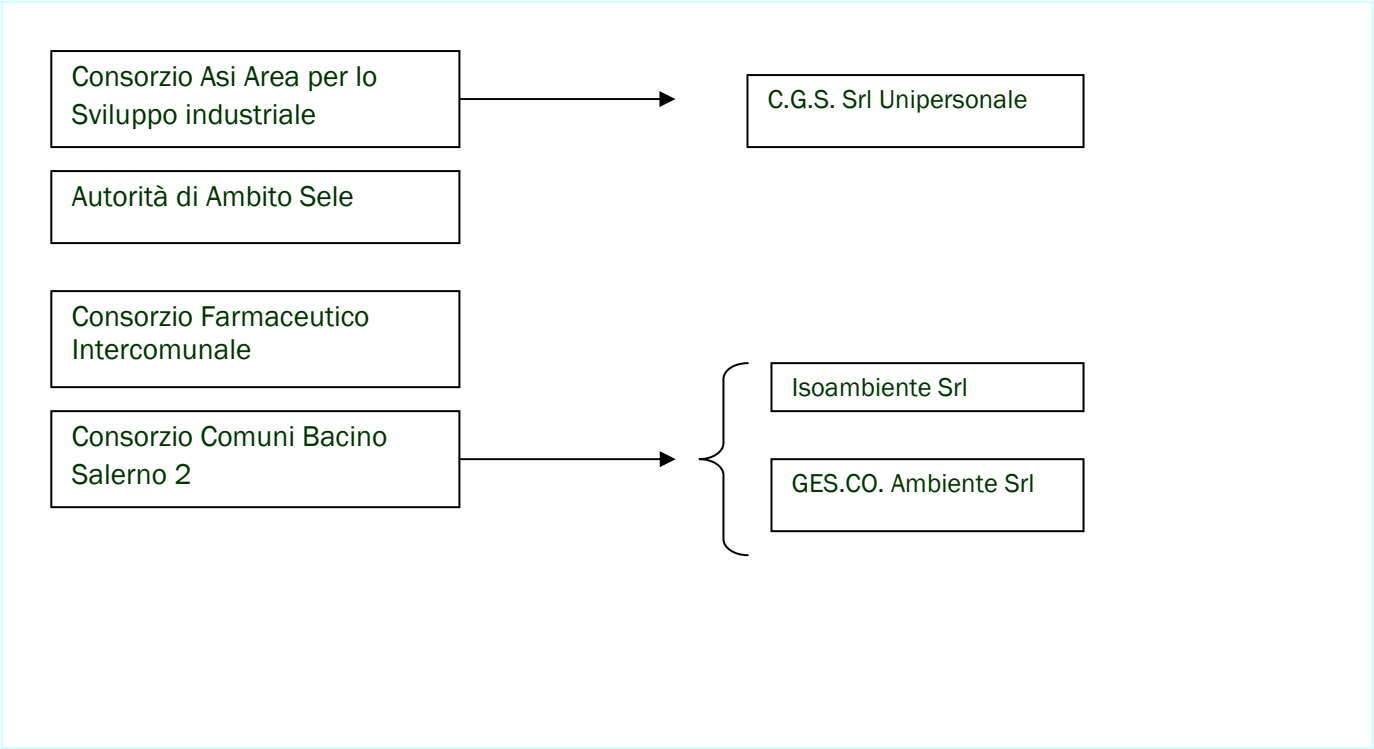 Consorzio Asi Area per lo
Sviluppo industriale
C.G.S. Srl Unipersonale
Autorità di Ambito Sele
Consorzio Farmaceutico
Intercomunale
Isoambiente Srl
Consorzio Comuni Bacino
Salerno 2
GES.CO. Ambiente Srl